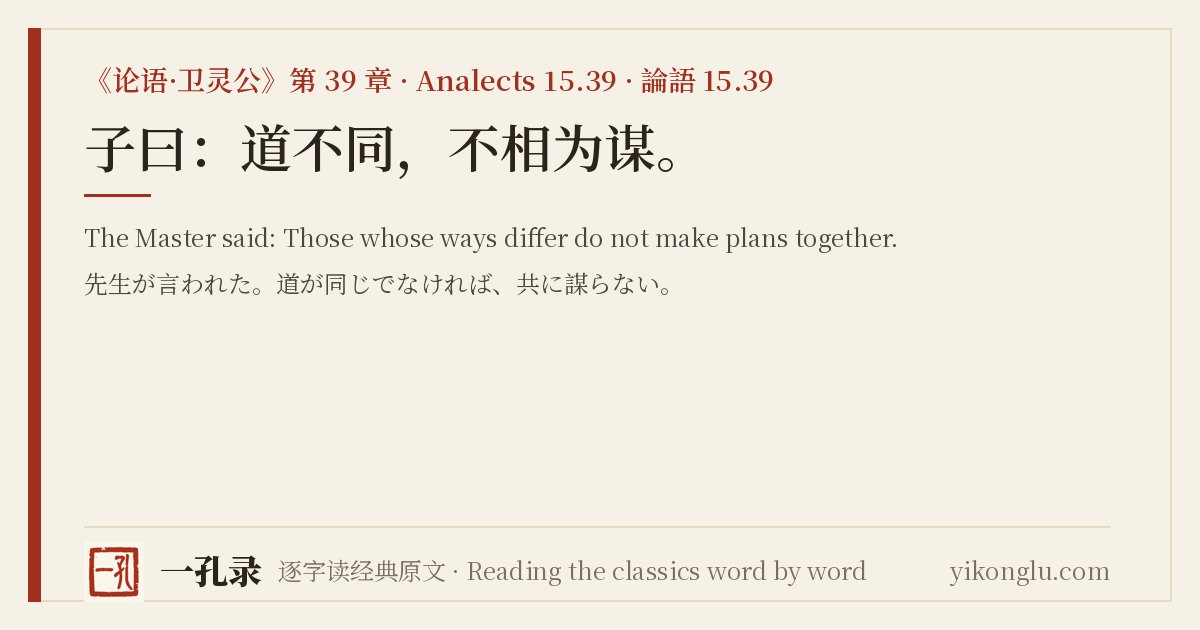 《论语·卫灵公》第 39 章 · Analects 15.39 · 論語 15.39
子曰：道不同，不相为谋。
The Master said: Those whose ways differ do not make plans together.
先生が言われた。道が同じでなければ、共に謀らない。
一孔
一孔录 逐字读经典原文 · Reading the classics word by word yikonglu.com